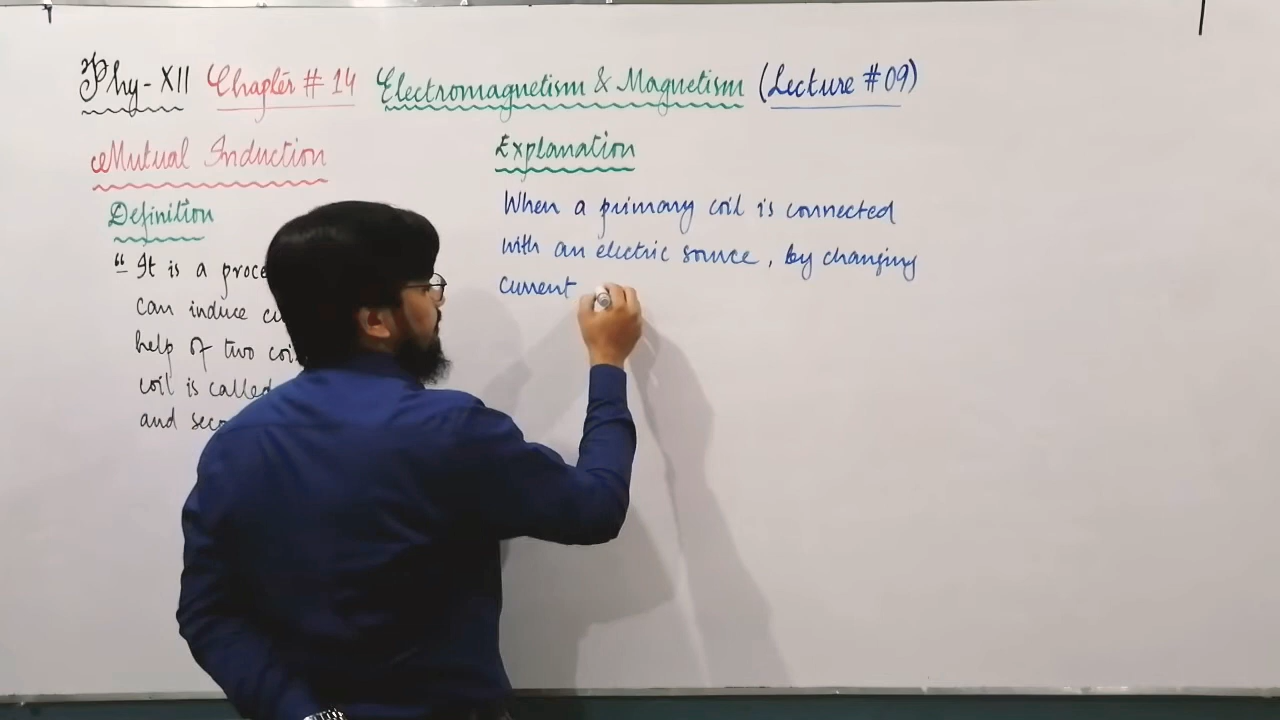 Phy-XII Chapter # 14 Electromagnetism & Magnetism (Lecture #09)
Mutual Induction
Definition
“ It is a
can induce
help of two
coil is called
and
Explanation
When a primary coil is connected
with an electric source, by changing
current